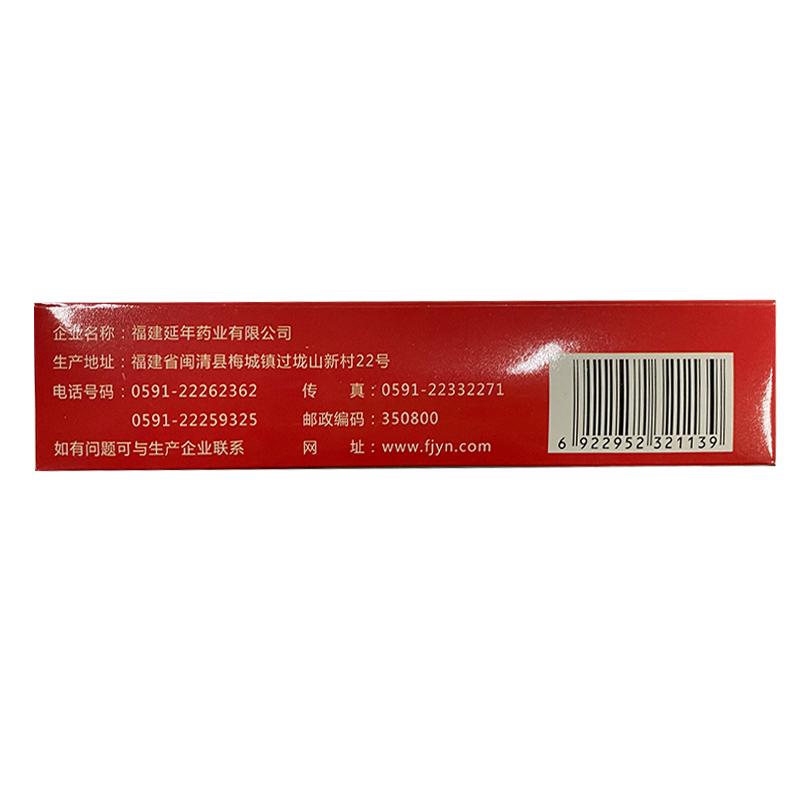 企业名称：福建延年药业有限公司
生产地址：福建省闽清县梅城镇过垅山新村22号
电话号码：0591-22262362 传 真：0591-22332271
0591-22259325 邮政编码：350800
如有问题可与生产企业联系 网 址：www.fjyn.com
6 922952 321139